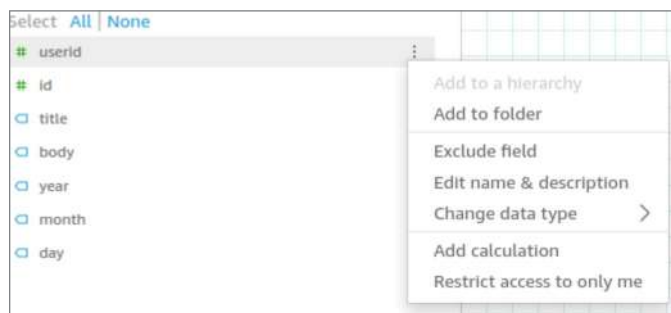 Select All | None
# userid
# id
title
body
year
month
day
Add to a hierarchy
Add to folder
Exclude field
Edit name & description
Change data type
Add calculation
Restrict access to only me